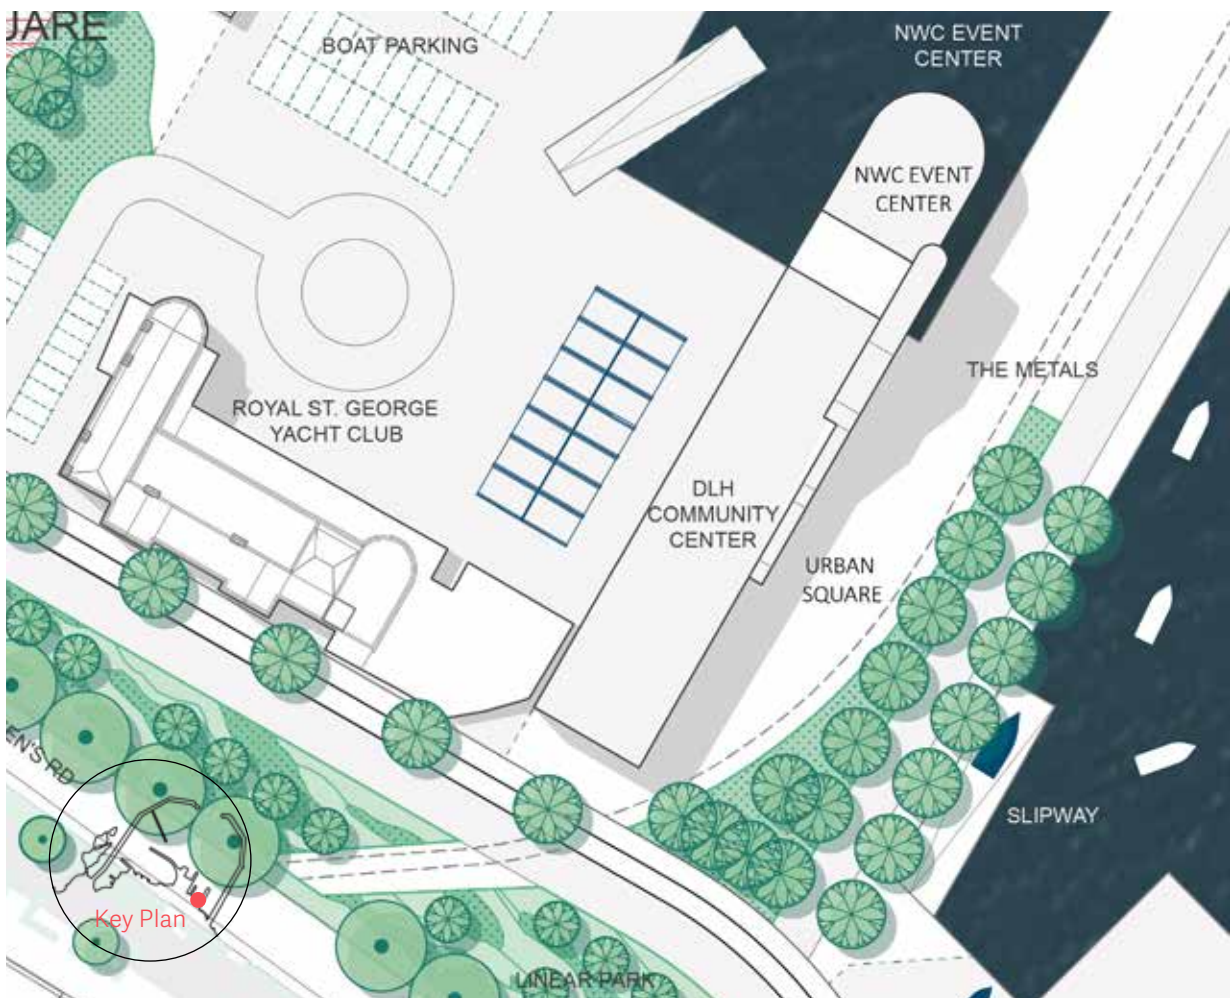 UARE
BOAT PARKING
NWC EVENT
CENTER
NWC EVENT
CENTER
THE METALS
ROYAL ST. GEORGE
YACHT CLUB
DLH
COMMUNITY
CENTER
URBAN
SQUARE
EN'S RD
SLIPWAY
Key Plan
LINEAR PARK